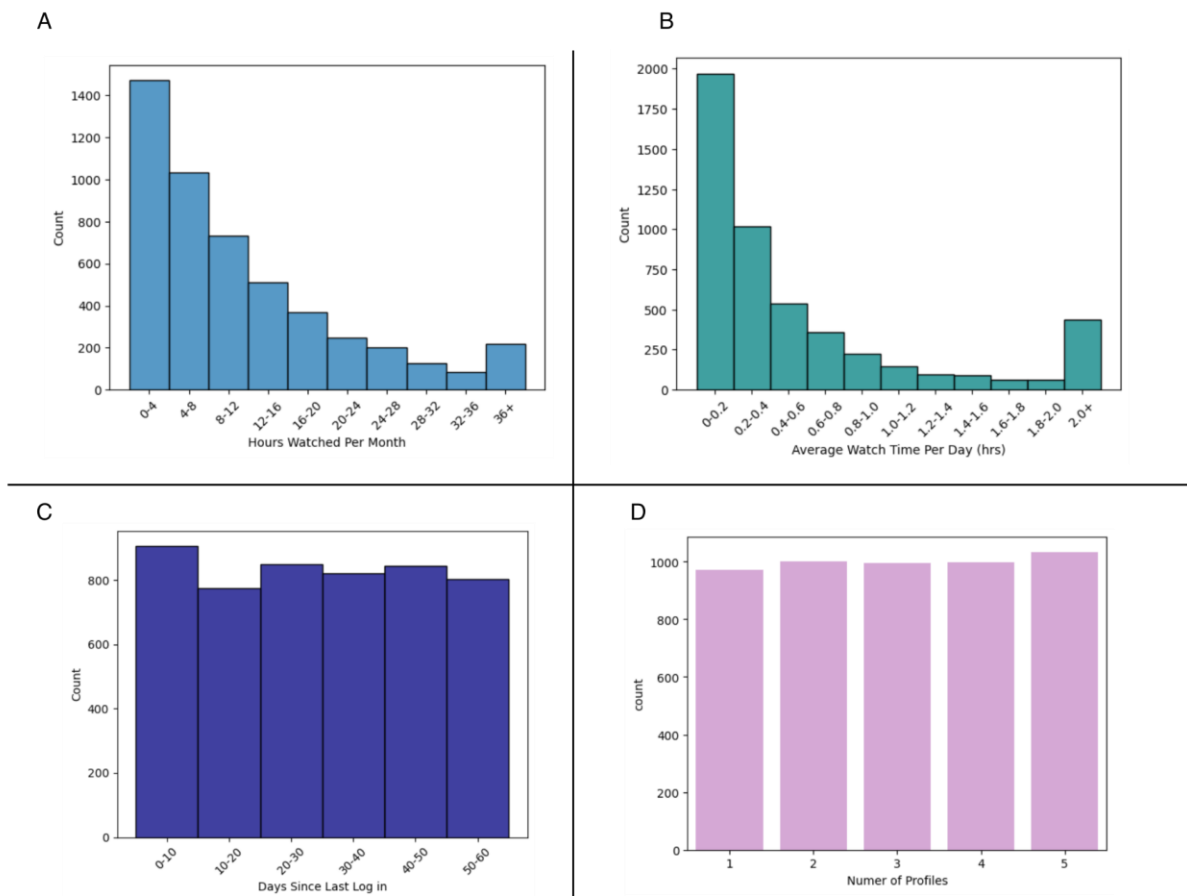 A
1400
1200
1000
800
600
400
200
0
Count
0-4 4-8 8-12 12-16 16-20 20-24 24-28 28-32 32-36 36+
Hours Watched Per Month
B
2000
1750
1500
1250
1000
750
500
250
0
Count
0-0.2 0.2-0.4 0.4-0.6 0.6-0.8 0.8-1.0 1.0-1.2 1.2-1.4 1.4-1.6 1.6-1.8 1.8-2.0 2.0+
Average Watch Time Per Day (hrs)
C
800
600
400
200
0
Count
0-10 10-20 20-30 30-40 40-50 50-60
Days Since Last Log in
D
1000
800
600
400
200
0
count
1 2 3 4 5
Numer of Profiles